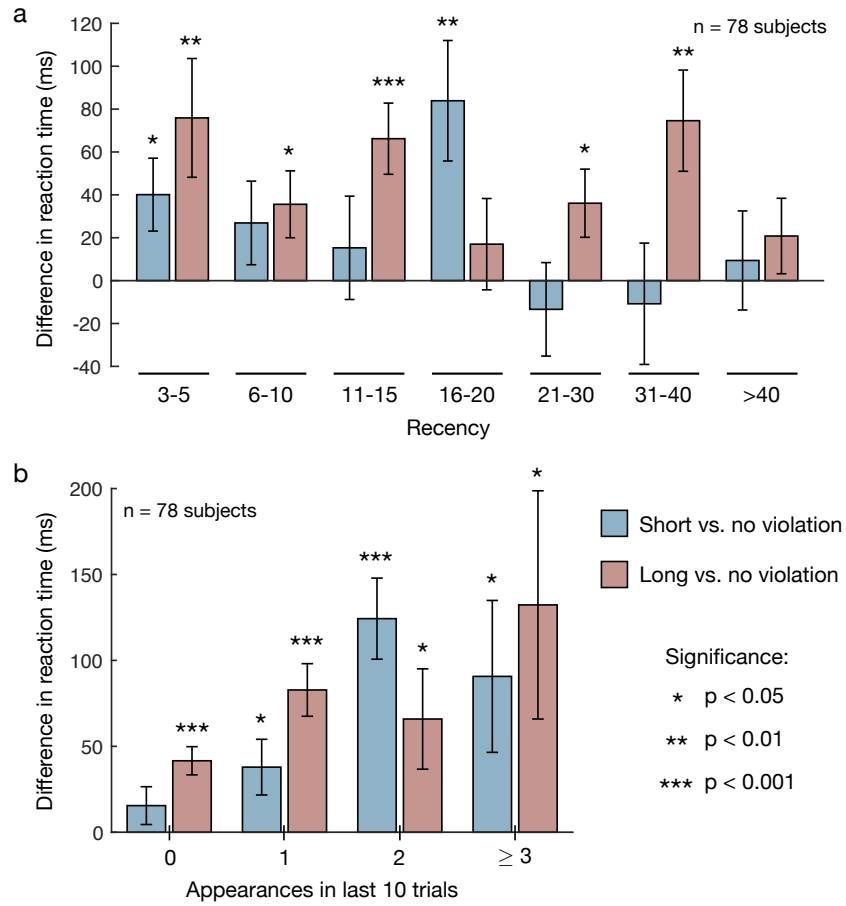 a
Difference in reaction time (ms)
120
100
80
60
40
20
0
-20
-40
n = 78 subjects
*
**
*
***
**
*
**
3-5 6-10 11-15 16-20 21-30 31-40 >40
Recency
b
Difference in reaction time (ms)
200
150
100
50
0
n = 78 subjects
***
*
***
***
*
*
*
0 1 2 ≥ 3
Appearances in last 10 trials
Short vs. no violation
Long vs. no violation
Significance:
* p < 0.05
** p < 0.01
*** p < 0.001